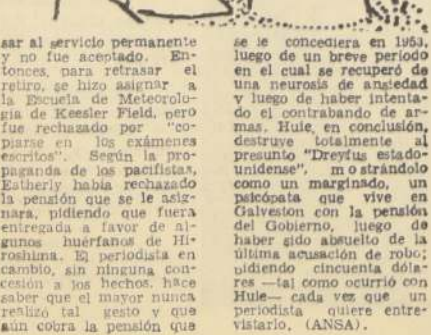 sar al servicio permanente
y no fue aceptado. En-
tonces, para retrasar el
retiro, se hizo asignar a
la Escuela de Meteorolo-
gía de Keesler Field, pero
fue rechazado por "co-
piarse en los exámenes
escritos". Según la pro-
paganda de los pacifistas,
Eatherly había rechazado
la pensión que se le asig-
nara, pidiendo que fuera
entregada a favor de al-
gunos huérfanos de Hi-
roshima. El periodista en
cambio, sin ninguna con-
cesión a los hechos, hace
saber que el mayor nunca
realizó tal gesto y que
aún cobra la pensión que
se le concediera en 1953,
luego de un breve período
en el cual se recuperó de
una neurosis de ansiedad
y luego de haber intenta-
do el contrabando de ar-
mas. Huie, en conclusión,
destruye totalmente al
presunto "Dreyfus estado-
unidense", mostrándolo
como un marginado, un
psicópata que vive en
Galveston con la pensión
del Gobierno, luego de
haber sido absuelto de la
última acusación de robo;
pidiendo cincuenta dóla-
res —tal como ocurrió con
Huie— cada vez que un
periodista quiere entre-
vistarlo. (ANSA).